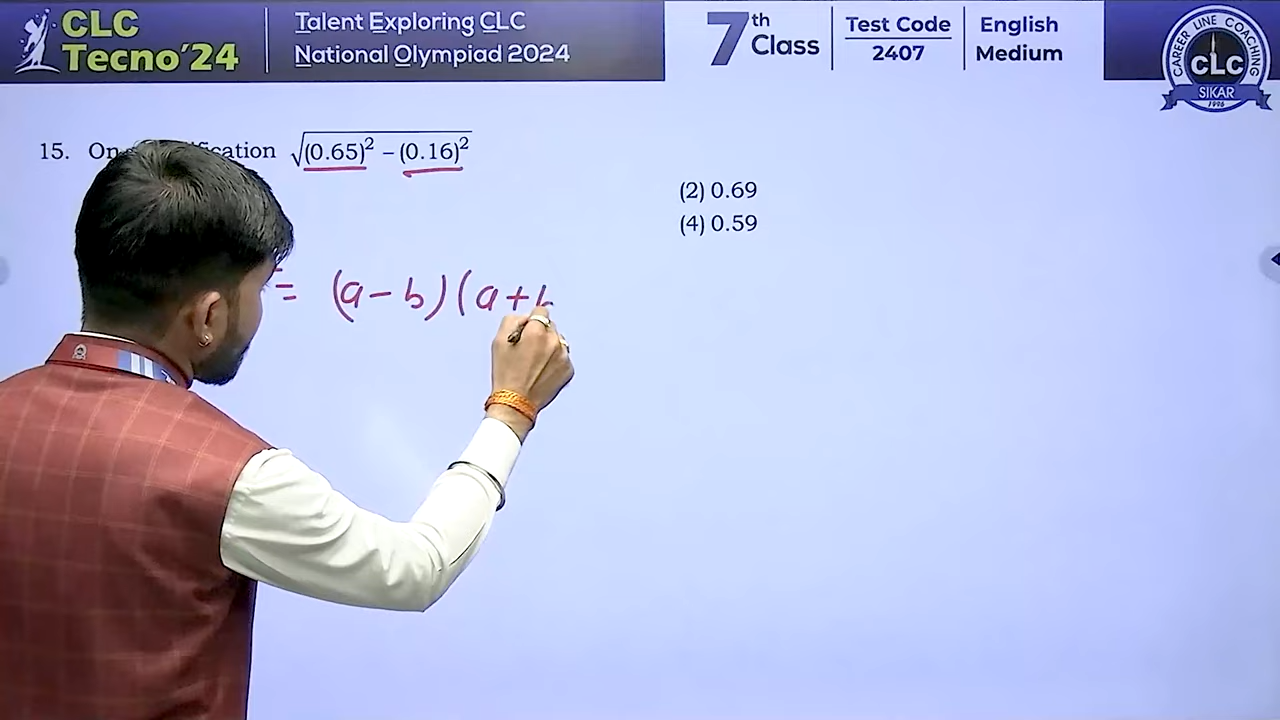 CLC
Tecno'24
Talent Exploring CLC
National Olympiad 2024
7th Class
Test Code
2407
English
Medium
CAREER LINE COACHING
CLC
SIKAR
1996
15. On √(0.65)² – (0.16)²
(2) 0.69
(4) 0.59
= (a – b) (a +